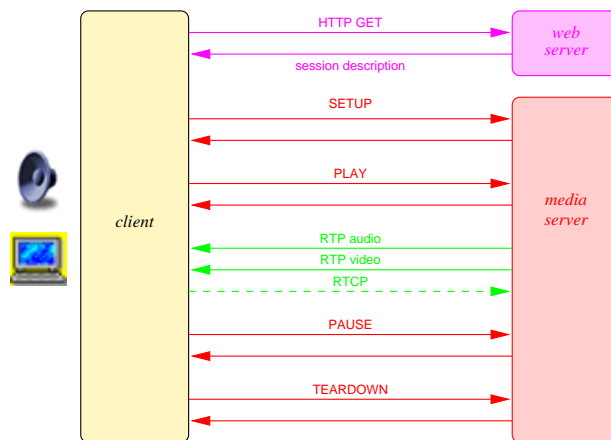 HTTP GET
web
server
session description
SETUP
PLAY
client
media
server
RTP audio
RTP video
RTCP
PAUSE
TEARDOWN